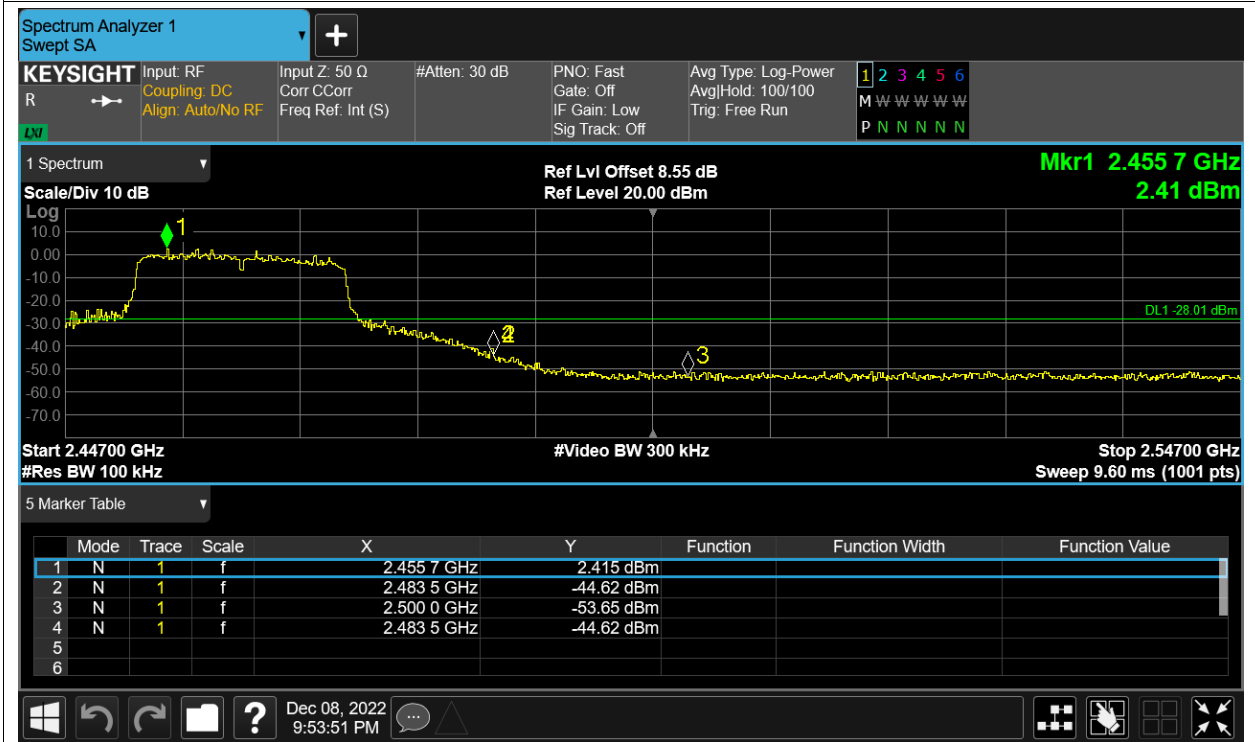 Spectrum Analyzer 1
Swept SA
KEYSIGHT
R
LXI
Input: RF
Coupling: DC
Align: Auto/No RF
Input Z: 50 Ω
Corr CCorr
Freq Ref: Int (S)
#Atten: 30 dB
PNO: Fast
Gate: Off
IF Gain: Low
Sig Track: Off
Avg Type: Log-Power
Avg|Hold: 100/100
Trig: Free Run
1 2 3 4 5 6
M W W W W W
P N N N N N
1 Spectrum
Scale/Div 10 dB
Ref Lvl Offset 8.55 dB
Ref Level 20.00 dBm
Mkr1 2.455 7 GHz
2.41 dBm
Log
10.0
0.00
-10.0
-20.0
-30.0
-40.0
-50.0
-60.0
-70.0
1
3
DL1 -28.01 dBm
Start 2.44700 GHz
#Video BW 300 kHz
Stop 2.54700 GHz
#Res BW 100 kHz
Sweep 9.60 ms (1001 pts)
5 Marker Table
Mode Trace Scale X Y Function Function Width Function Value
1 N 1 f 2.455 7 GHz 2.415 dBm
2 N 1 f 2.483 5 GHz -44.62 dBm
3 N 1 f 2.500 0 GHz -53.65 dBm
4 N 1 f 2.483 5 GHz -44.62 dBm
5
6
?
Dec 08, 2022
9:53:51 PM